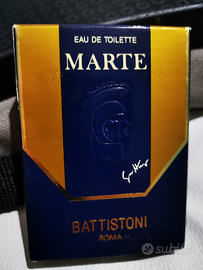 EAU DE TOILETTE
MARTE
BATTISTONI
ROMA
subito